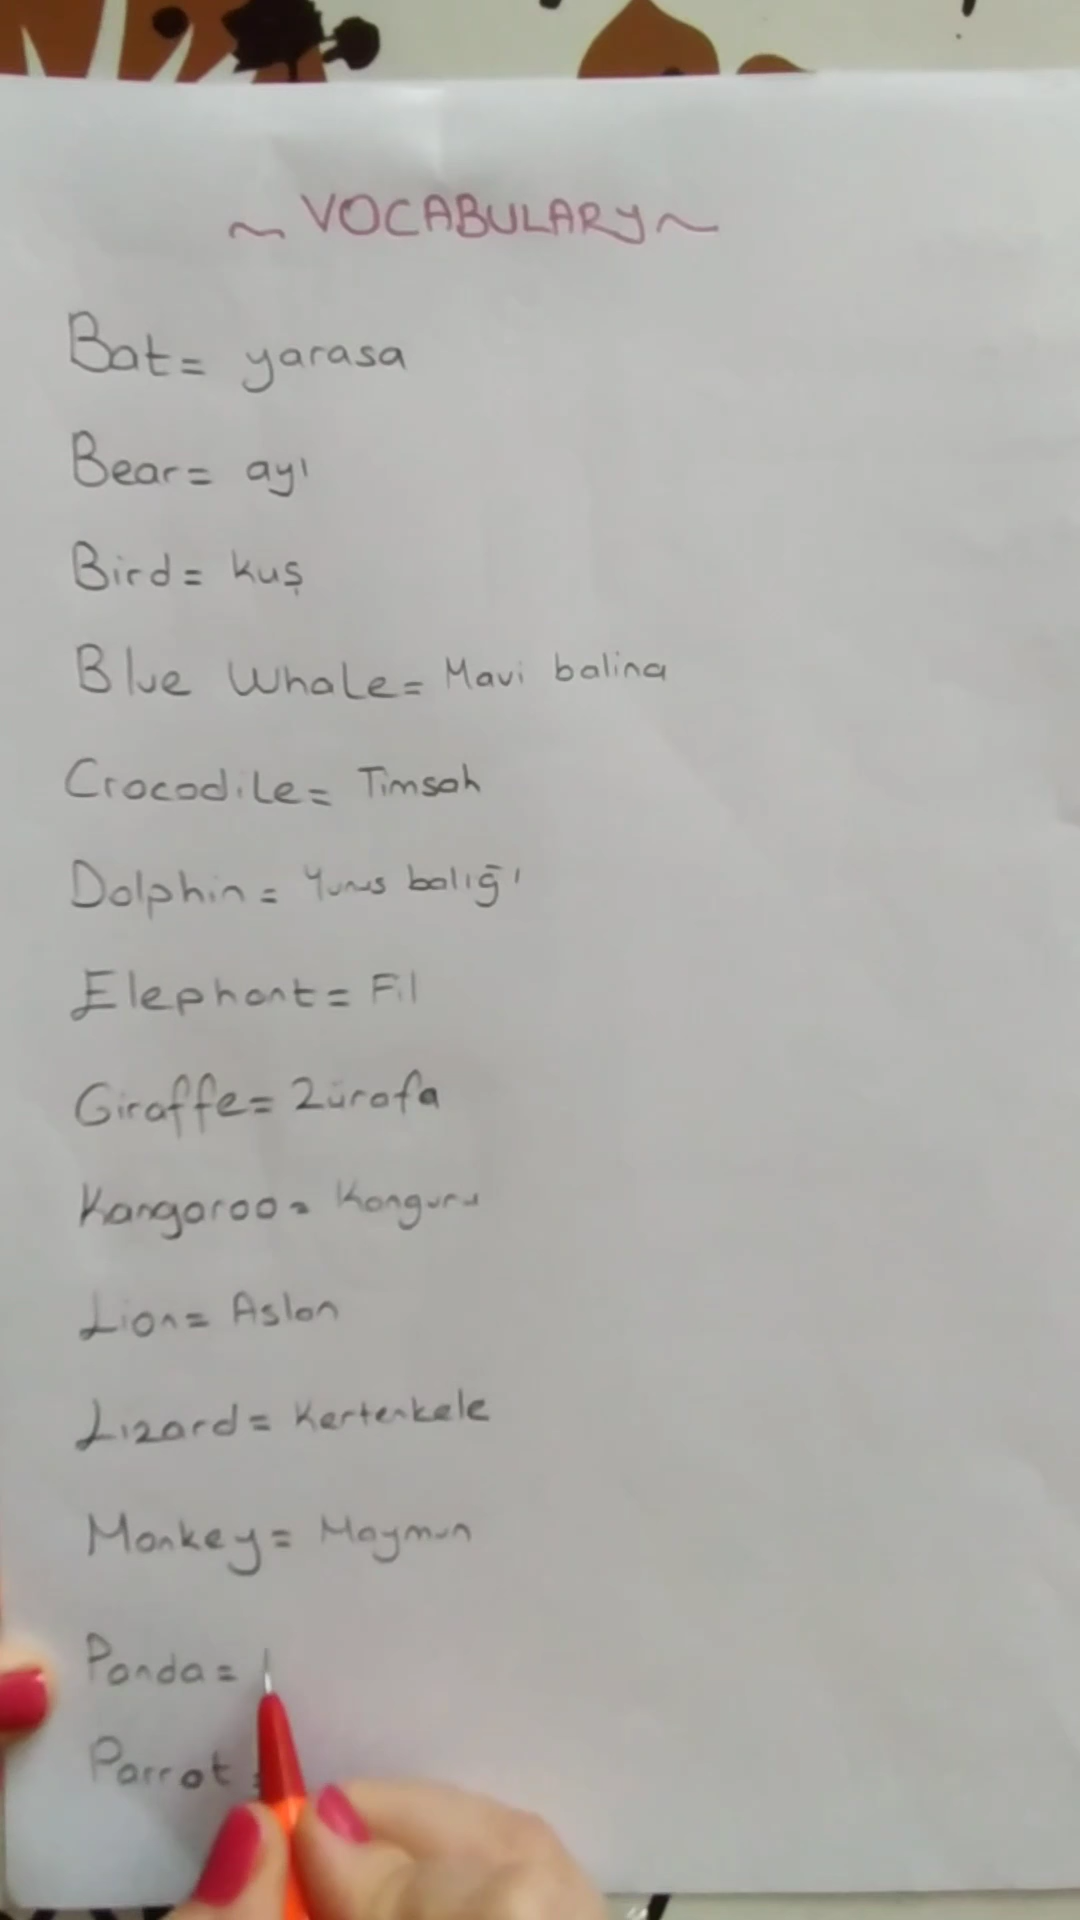 ~ VOCABULARY ~
Bat = yarasa
Bear = ayı
Bird = kuş
Blue Whale = Mavi balina
Crocodile = Timsah
Dolphin = Yunus balığı
Elephant = Fil
Giraffe = Zürafa
Kangaroo = Kanguru
Lion = Aslan
Lizard = Kertenkele
Monkey = Maymun
Panda =
Parrot =